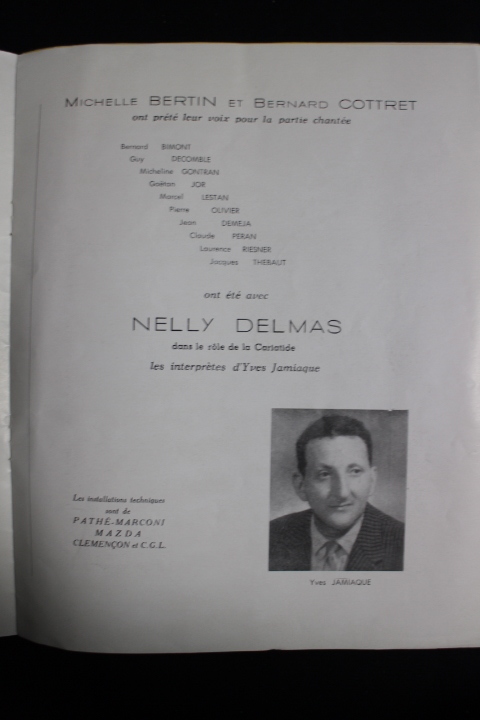 MICHELLE BERTIN ET BERNARD COTTRET
ont prêté leur voix pour la partie chantée
Bernard BIMONT
Guy DECOMBLE
Micheline GONTRAN
Gaëtan JOR
Marcel LESTAN
Pierre OLIVIER
Jean DEMEJA
Claude PERAN
Laurence RIESNER
Jacques THEBAUT
ont été avec
NELLY DELMAS
dans le rôle de la Cariatide
les interprètes d'Yves Jamiaque
Les installations techniques
sont de
PATHÉ-MARCONI
MAZDA
CLEMENÇON et C.G.L.
Yves JAMIAQUE